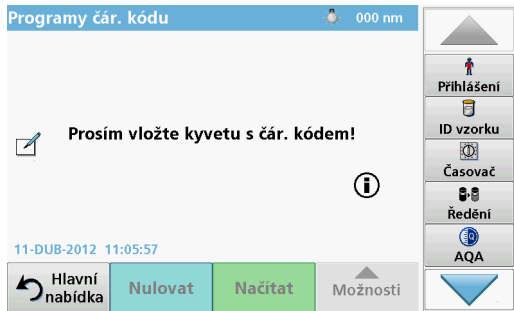 Programy čár. kódu
000 nm
Prosím vložte kyvetu s čár. kódem!
11-DUB-2012 11:05:57
Hlavní
nabídka
Nulovat
Načítat
Možnosti
Přihlášení
ID vzorku
Časovač
Ředění
AQA